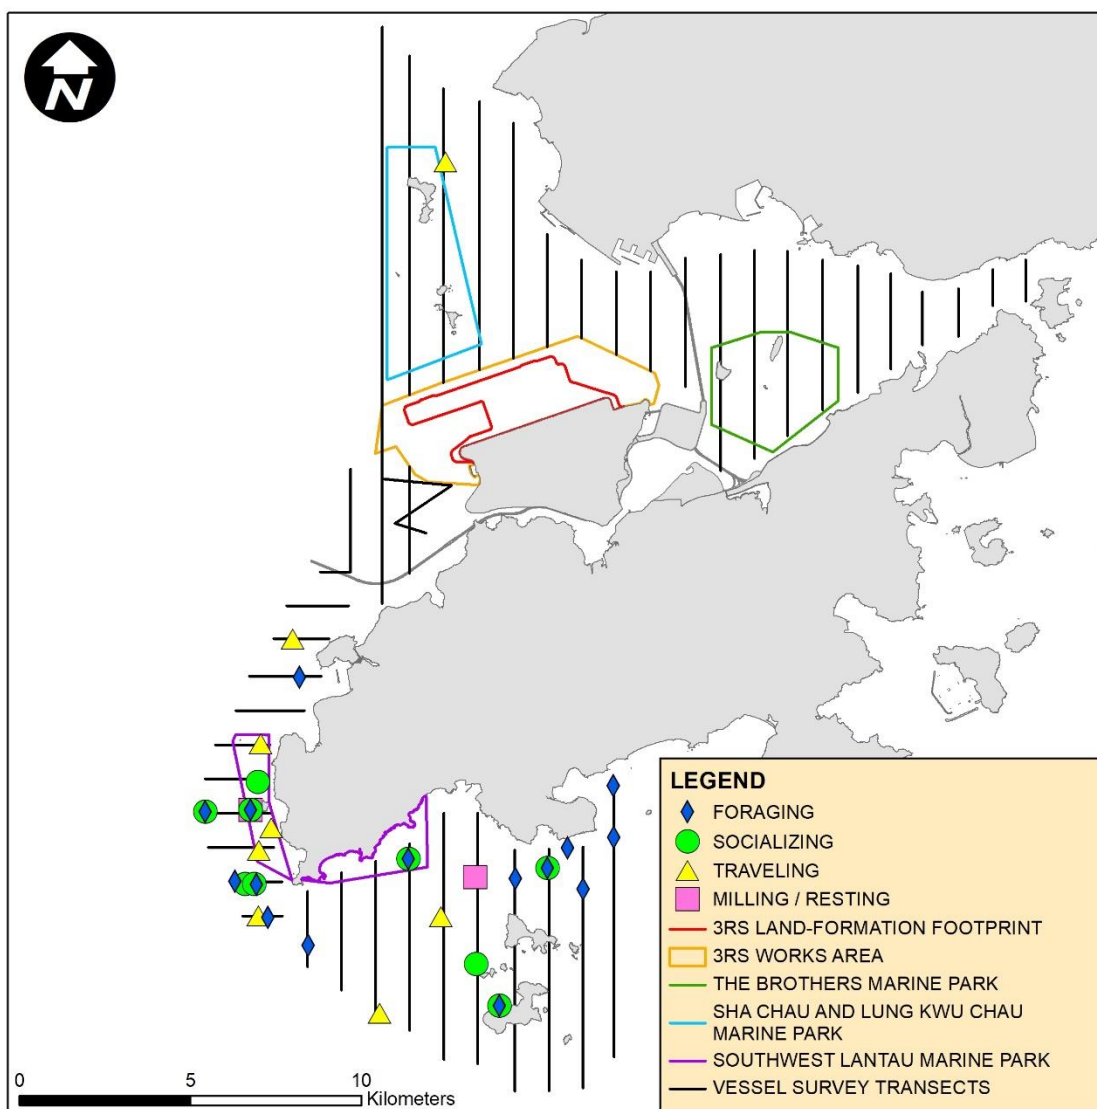 N
LEGEND
FORAGING
SOCIALIZING
TRAVELING
MILLING / RESTING
3RS LAND-FORMATION FOOTPRINT
3RS WORKS AREA
THE BROTHERS MARINE PARK
SHA CHAU AND LUNG KWU CHAU
MARINE PARK
SOUTHWEST LANTAU MARINE PARK
VESSEL SURVEY TRANSECTS
0 5 10
Kilometers